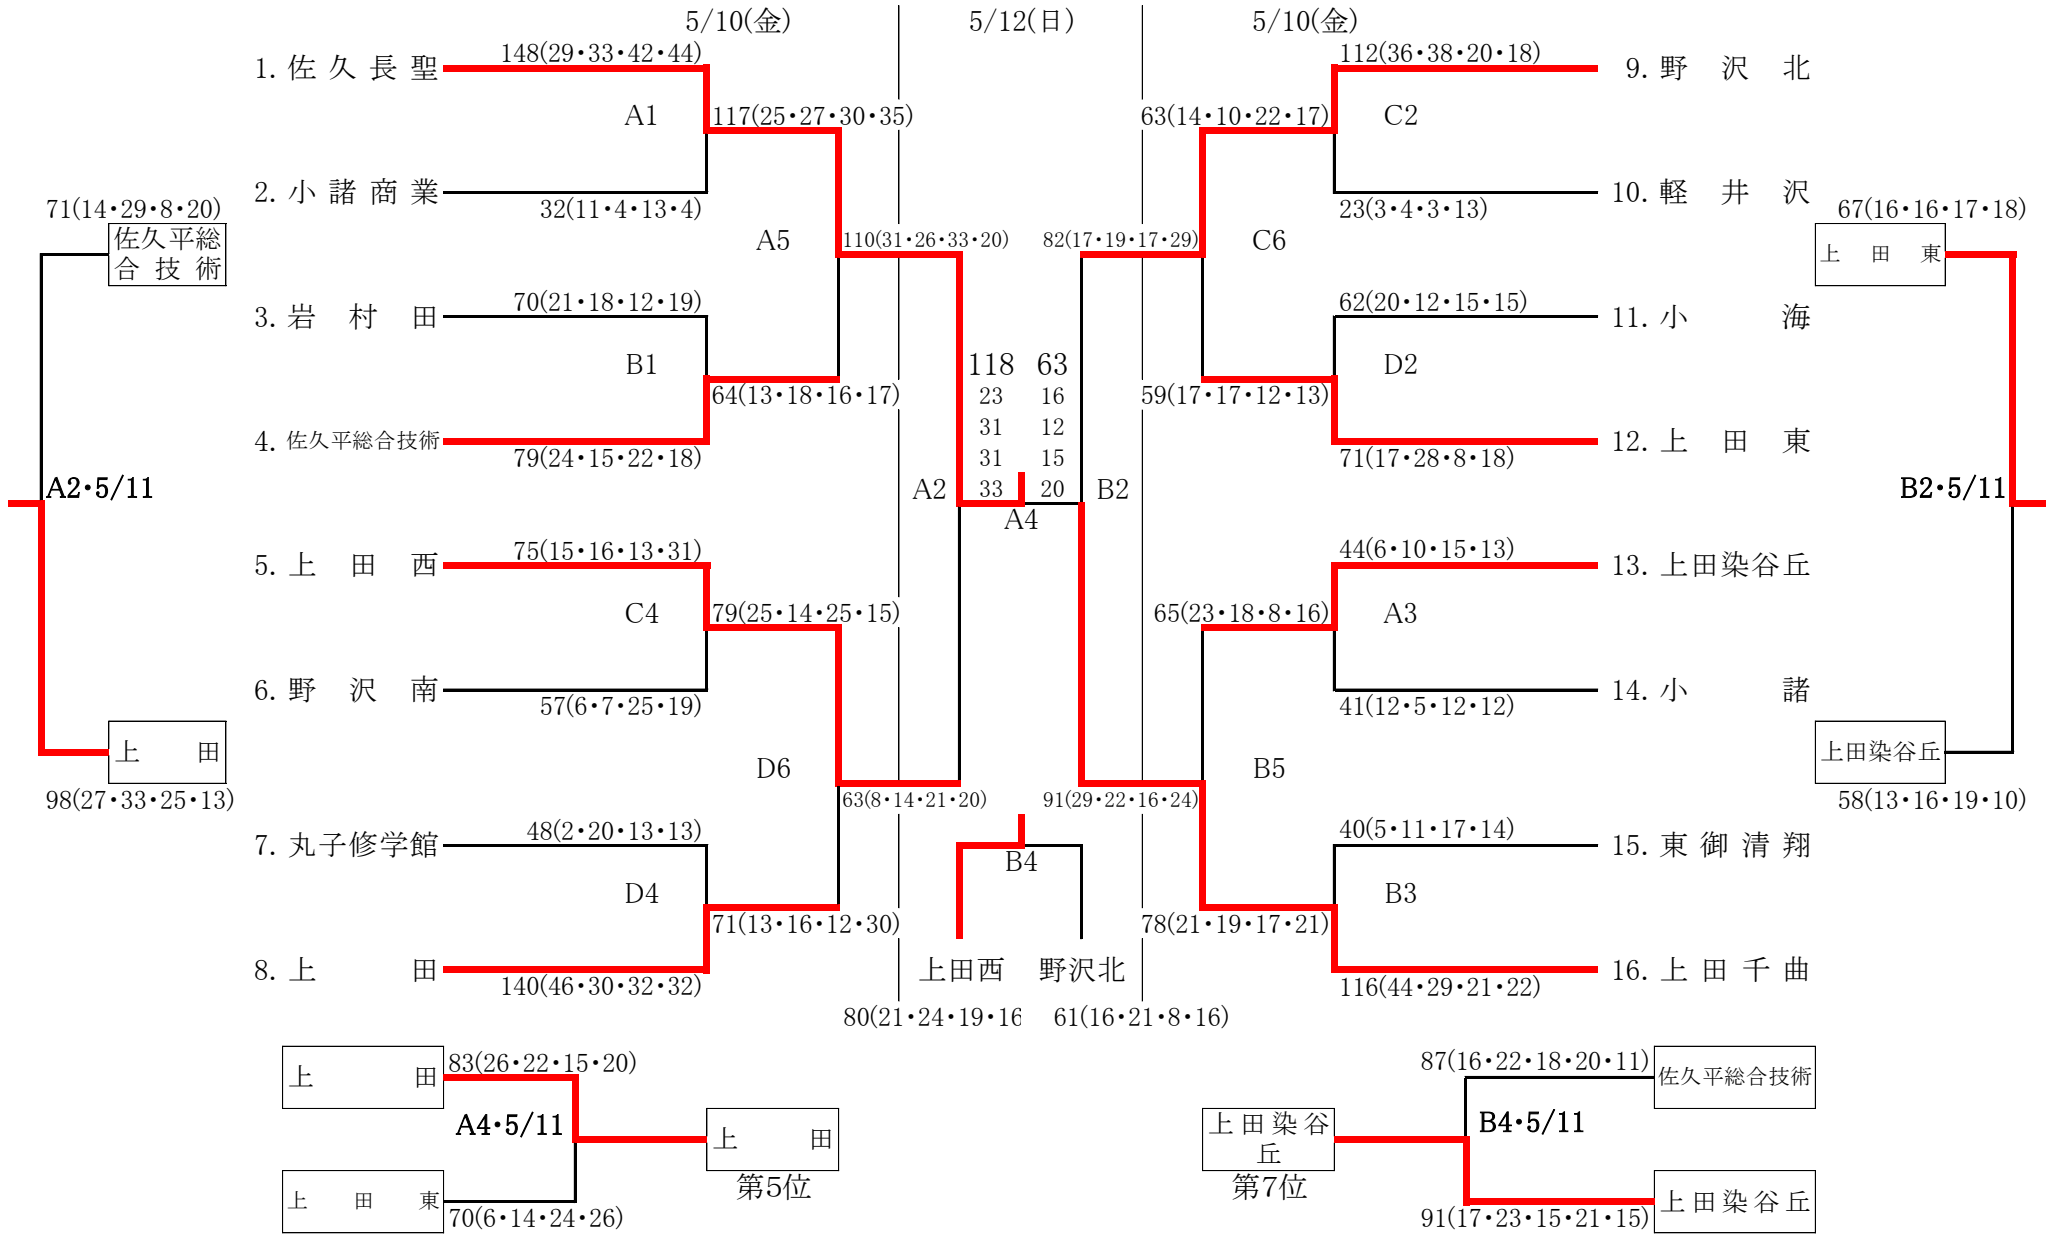 5/10(金) 5/12(日) 5/10(金)
148(29・33・42・44) 112(36・38・20・18)
1. 佐久長聖 9. 野沢北
A1 117(25・27・30・35) 63(14・10・22・17) C2
2. 小諸商業 10. 軽井沢
71(14・29・8・20) 32(11・4・13・4) 23(3・4・3・13) 67(16・16・17・18)
佐久平総
合技術
A5 110(31・26・33・20) 82(17・19・17・29) C6
上田東
70(21・18・12・19) 62(20・12・15・15)
3. 岩村田 11. 小海
B1 118 63 D2
64(13・18・16・17) 23 16 59(17・17・12・13)
31 12
4. 佐久平総合技術 12. 上田東
79(24・15・22・18) 31 15 71(17・28・8・18)
A2・5/11 A2 33 20 B2 B2・5/11
A4
75(15・16・13・31) 44(6・10・15・13)
5. 上田西 13. 上田染谷丘
C4 79(25・14・25・15) 65(23・18・8・16) A3
6. 野沢南 14. 小諸
57(6・7・25・19) 41(12・5・12・12)
上田 上田染谷丘
D6 B5
98(27・33・25・13) 63(8・14・21・20) 91(29・22・16・24) 58(13・16・19・10)
48(2・20・13・13) 40(5・11・17・14)
7. 丸子修学館 15. 東御清翔
B4
D4 B3
71(13・16・12・30) 78(21・19・17・21)
8. 上田 上田西 野沢北 16. 上田千曲
140(46・30・32・32) 116(44・29・21・22)
80(21・24・19・16 61(16・21・8・16)
上田 83(26・22・15・20) 87(16・22・18・20・11) 佐久平総合技術
A4・5/11 B4・5/11
上田 上田染谷
丘
第5位 第7位
上田東 70(6・14・24・26) 91(17・23・15・21・15) 上田染谷丘